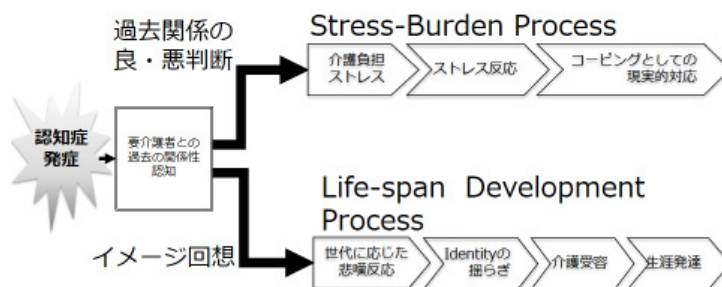 過去関係の
良・悪判断
Stress-Burden Process
介護負担
ストレス
ストレス反応
コーピングとしての
現実的対応
認知症
発症
要介護者との
過去の関係性
認知
イメージ回想
Life-span Development
Process
世代に応じた
悲嘆反応
Identityの
揺らぎ
介護受容
生涯発達